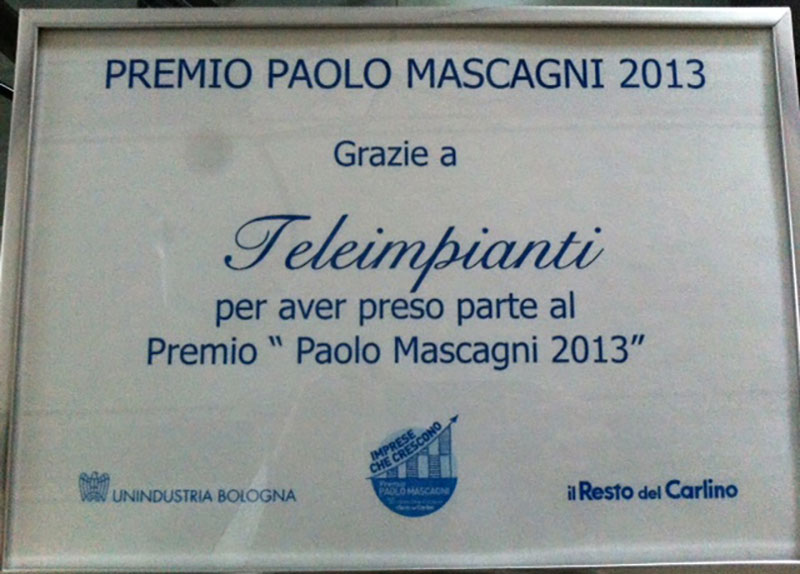 PREMIO PAOLO MASCAGNI 2013
Grazie a
Teleimpianti
per aver preso parte al
Premio “ Paolo Mascagni 2013”
IMPRESE
CHE CRESCONO
Premio
PAOLO MASCAGNI
UNINDUSTRIA BOLOGNA
il Resto del Carlino